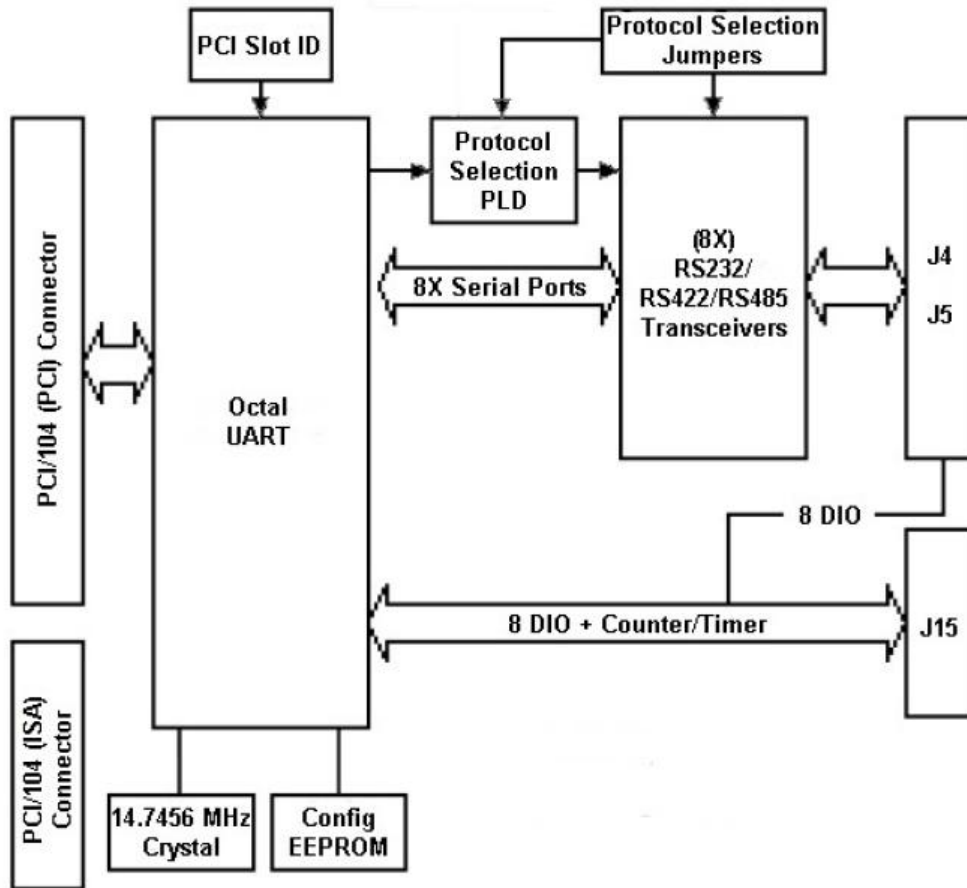 PCI Slot ID
Protocol Selection
Jumpers
Protocol
Selection
PLD
(8X)
RS232/
RS422/RS485
Transceivers
J4
J5
8X Serial Ports
PCI/104 (PCI) Connector
Octal
UART
8 DIO
8 DIO + Counter/Timer
J15
PCI/104 (ISA)
Connector
14.7456 MHz
Crystal
Config
EEPROM